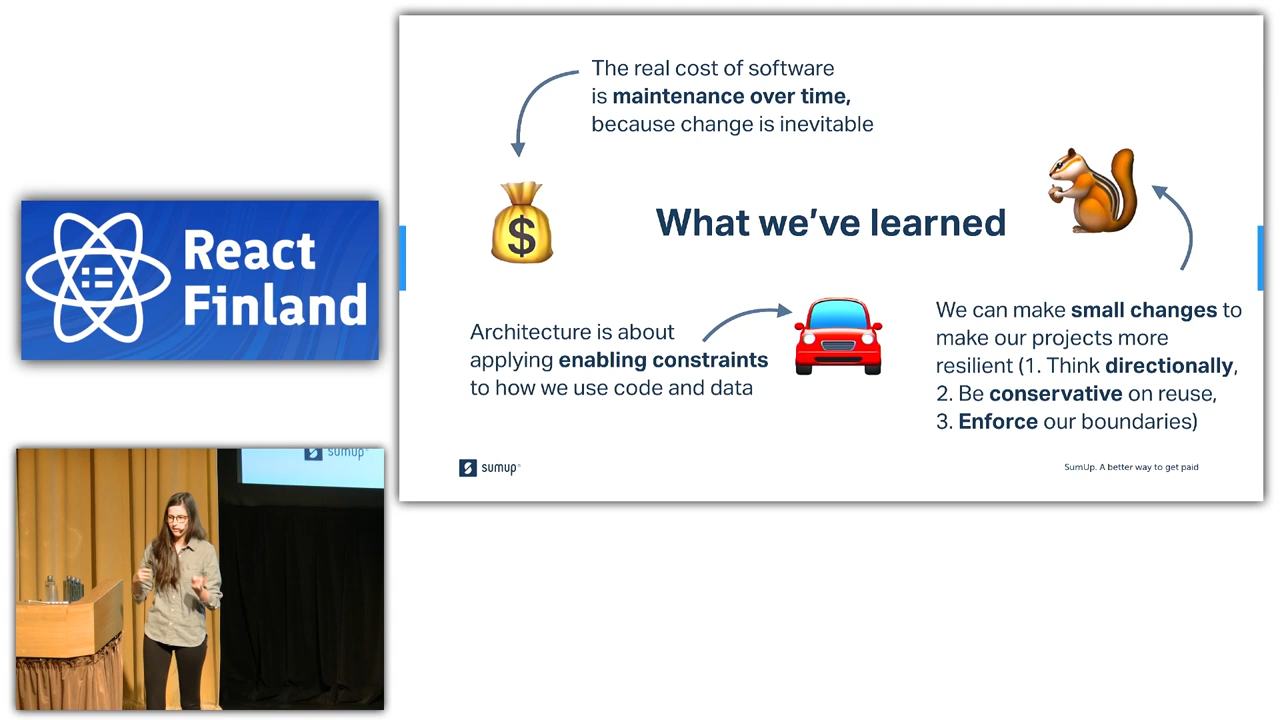 The real cost of software
is maintenance over time,
because change is inevitable
What we’ve learned
Architecture is about
applying enabling constraints
to how we use code and data
We can make small changes to
make our projects more
resilient (1. Think directionally,
2. Be conservative on reuse,
3. Enforce our boundaries)
sumup
SumUp. A better way to get paid
React
Finland
sumup